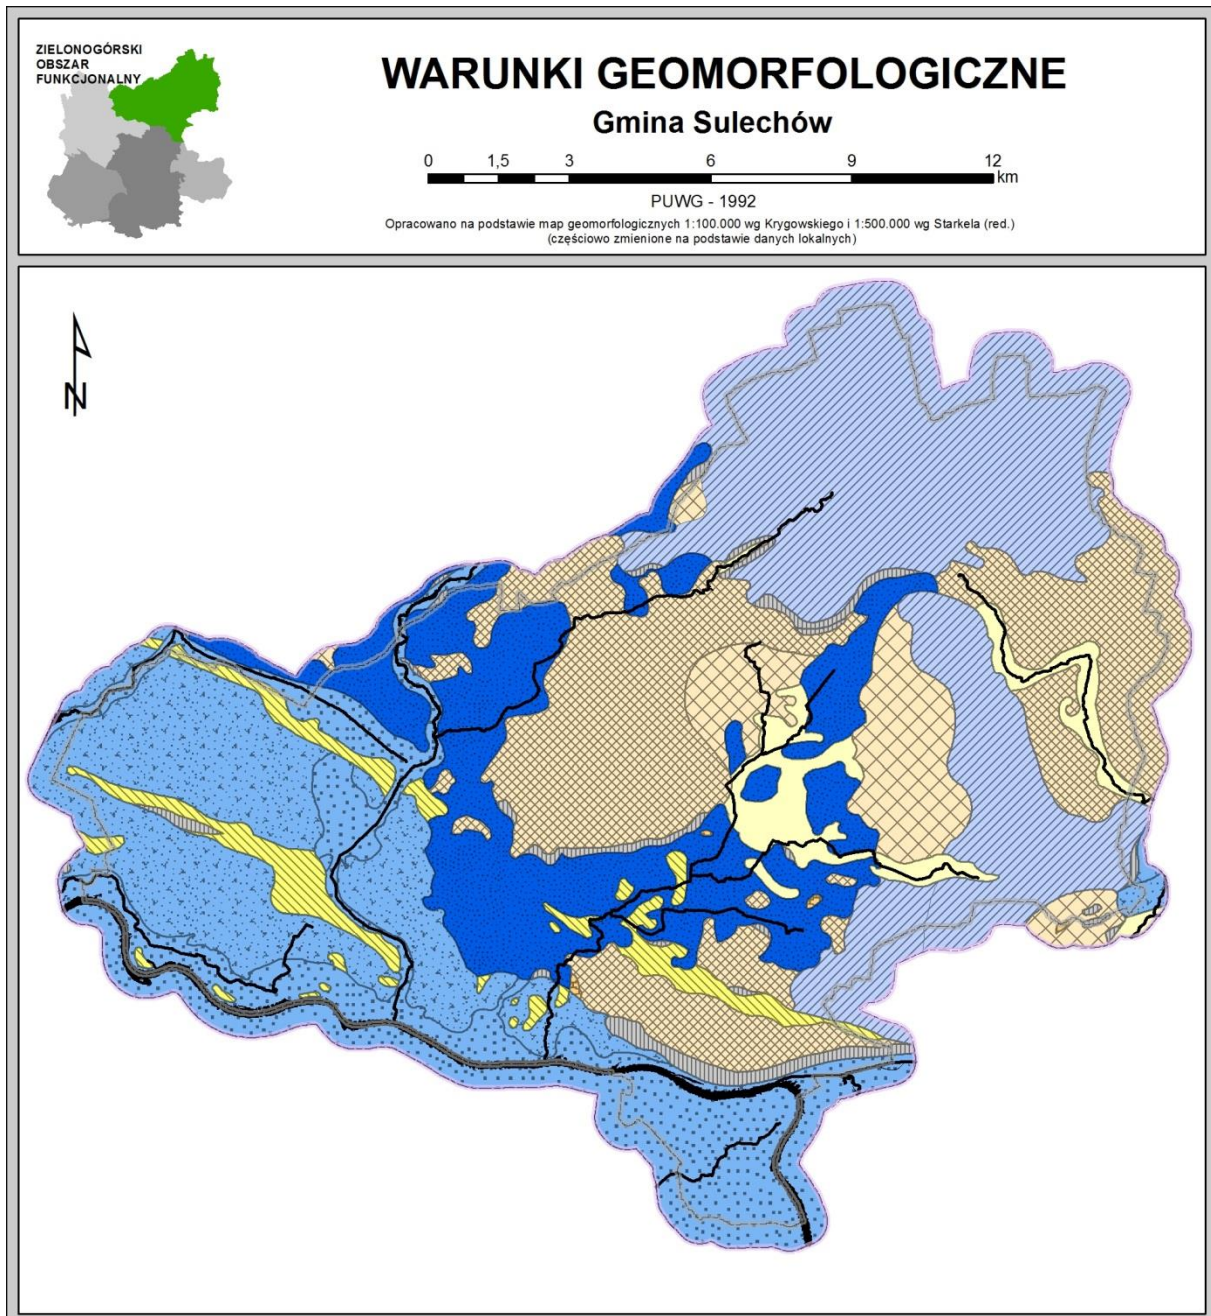 ZIELONOGÓRSKI
OBSZAR
FUNKCJONALNY
WARUNKI GEOMORFOLOGICZNE
Gmina Sulechów
0 1,5 3 6 9 12
km
PUWG - 1992
Opracowano na podstawie map geomorfologicznych 1:100.000 wg Krygowskiego i 1:500.000 wg Starkela (red.)
(częściowo zmienione na podstawie danych lokalnych)
N